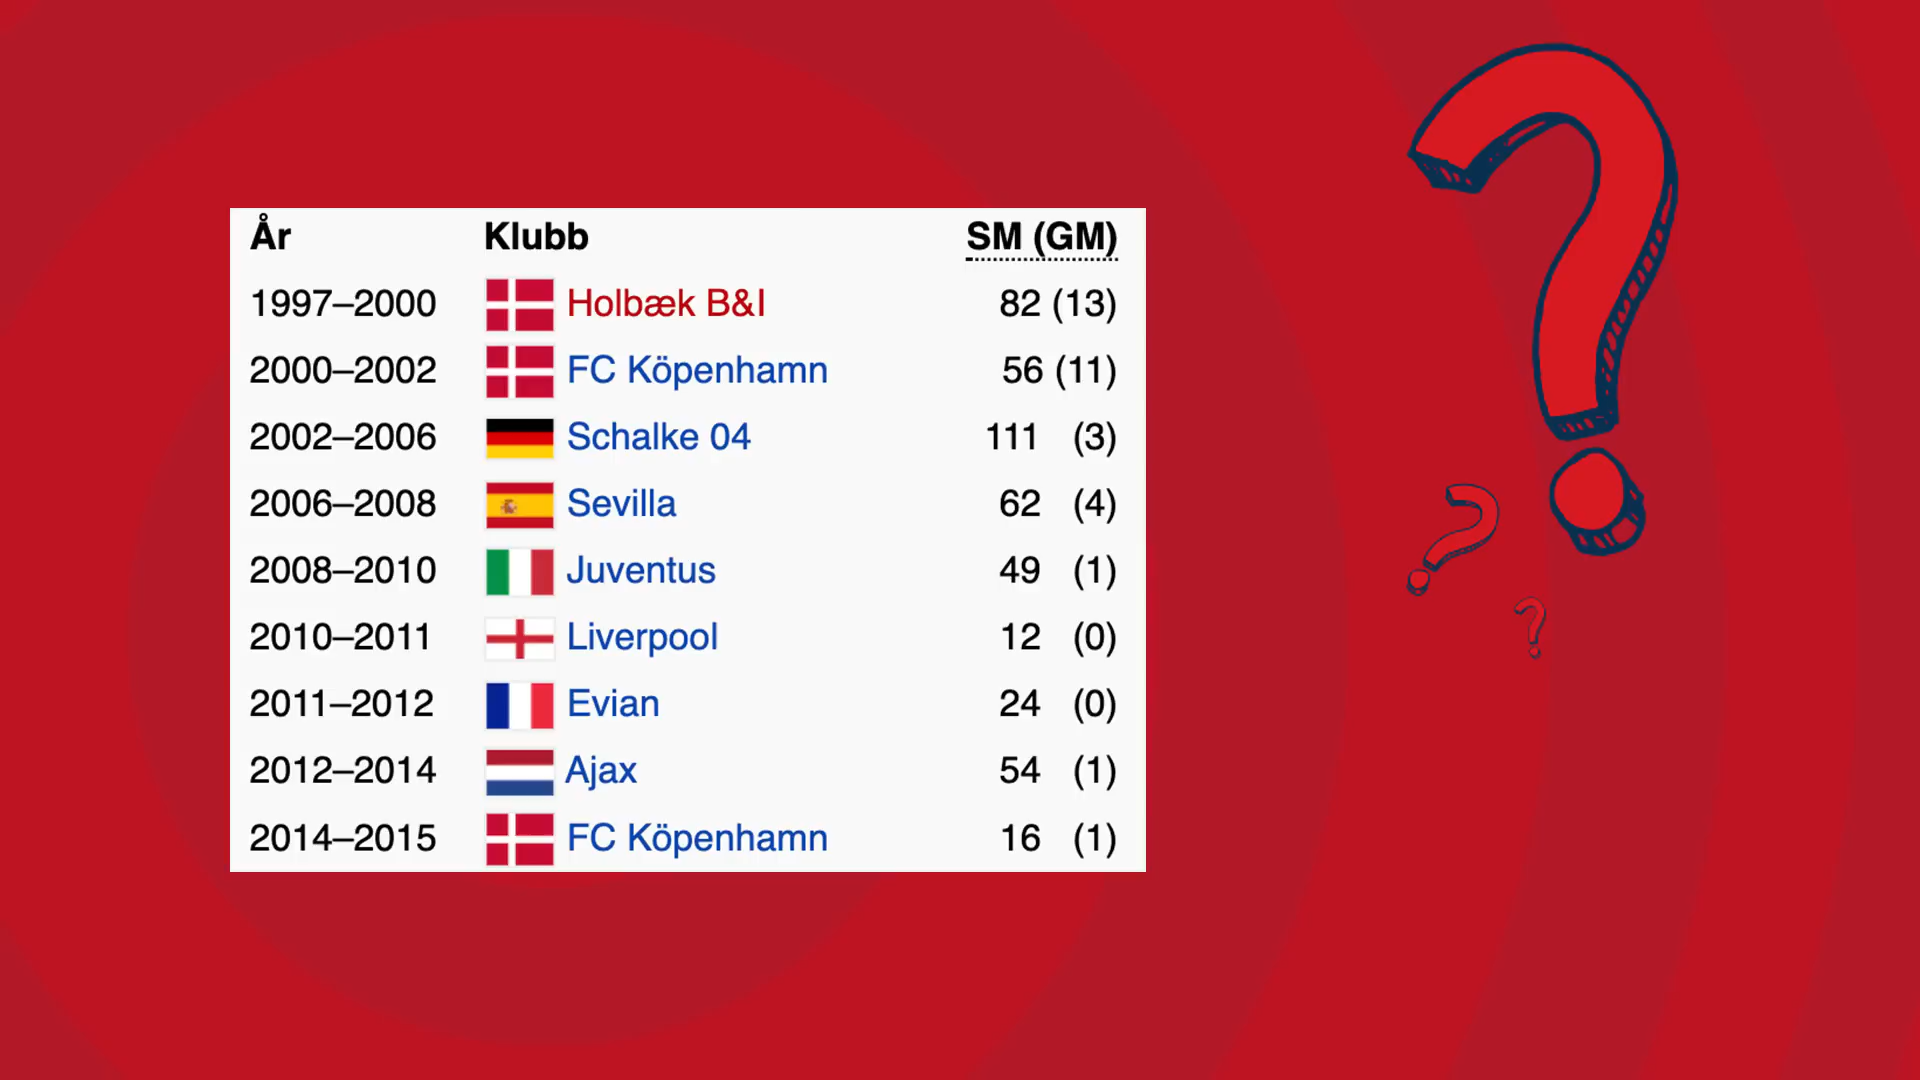 År Klubb SM (GM)
1997–2000 Holbæk B&I 82 (13)
2000–2002 FC Köpenhamn 56 (11)
2002–2006 Schalke 04 111 (3)
2006–2008 Sevilla 62 (4)
2008–2010 Juventus 49 (1)
2010–2011 Liverpool 12 (0)
2011–2012 Evian 24 (0)
2012–2014 Ajax 54 (1)
2014–2015 FC Köpenhamn 16 (1)